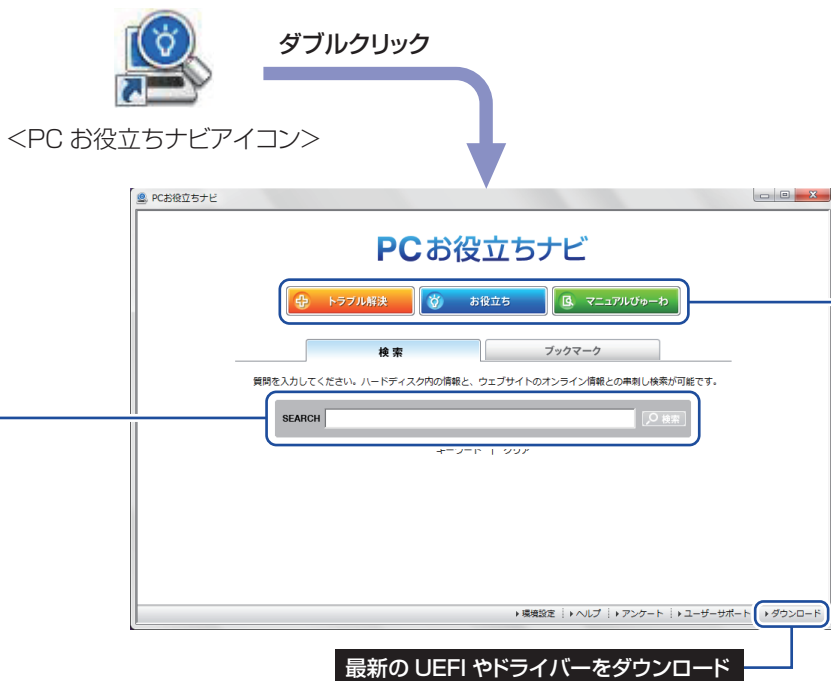 ダブルクリック
＜PC お役立ちナビアイコン＞
PCお役立ちナビ
PCお役立ちナビ
トラブル解決 お役立ち マニュアルびゅーわ
検 索 ブックマーク
質問を入力してください。ハードディスク内の情報と、ウェブサイトのオンライン情報との串刺し検索が可能です。
SEARCH 検索
キーワード | クリア
環境設定 ヘルプ アンケート ユーザーサポート ダウンロード
最新の UEFI やドライバーをダウンロード